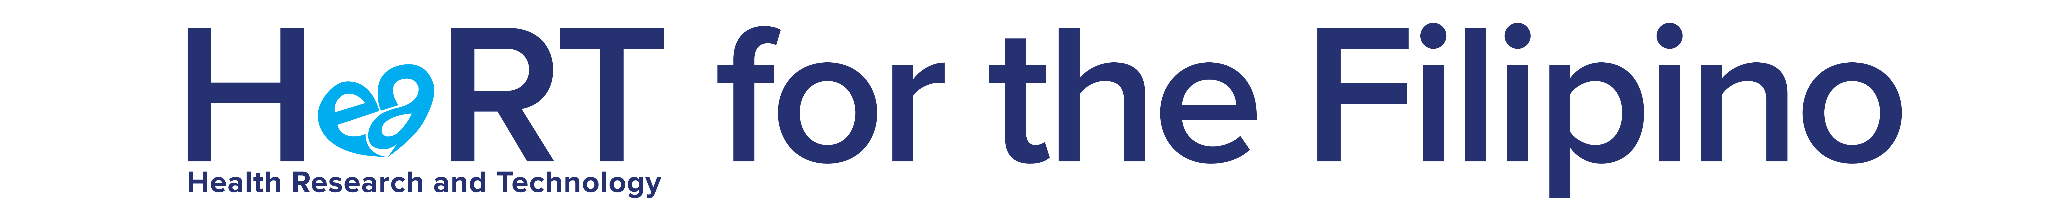 HeaRT for the Filipino
Health Research and Technology